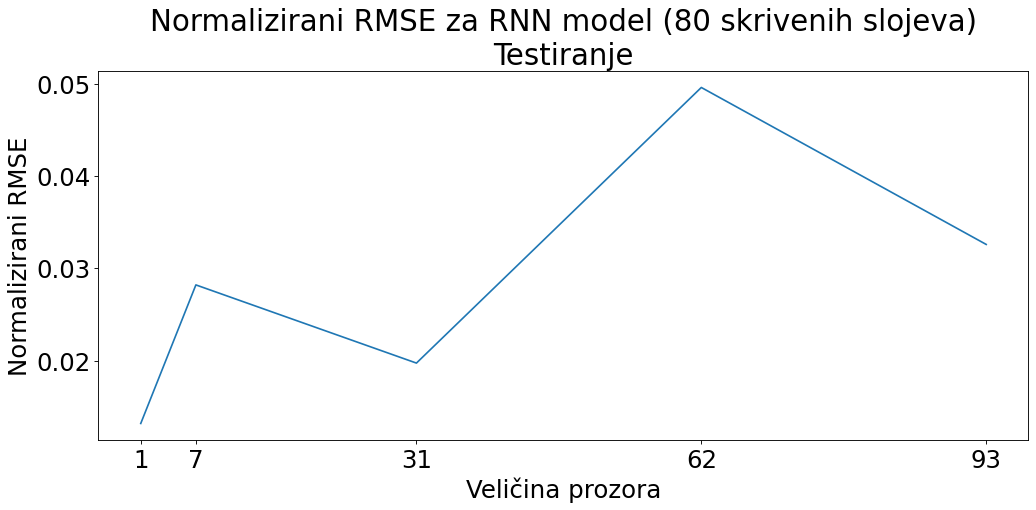 Normalizirani RMSE za RNN model (80 skrivenih slojeva)
Testiranje
Normalizirani RMSE
0.05
0.04
0.03
0.02
1 7 31 62 93
Veličina prozora